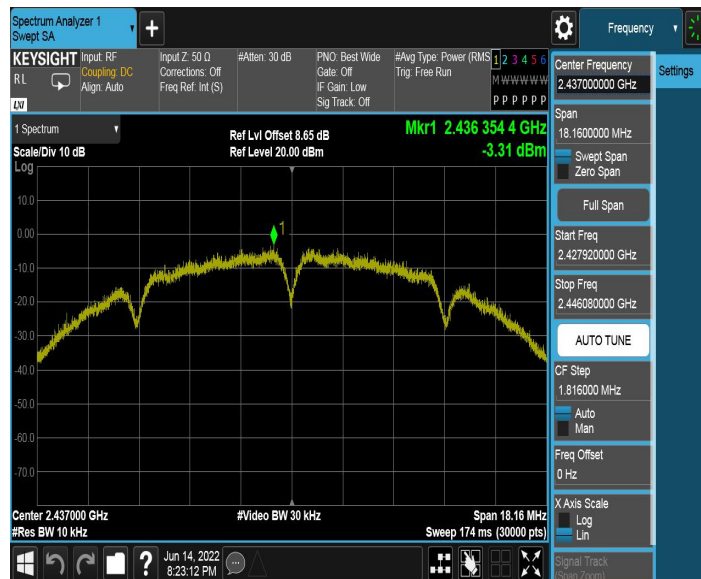 Spectrum Analyzer 1
Swept SA
+
Frequency
KEYSIGHT
RL
LXI
Input: RF
Coupling: DC
Align: Auto
Input Z: 50 Ω
Corrections: Off
Freq Ref: Int (S)
#Atten: 30 dB
PNO: Best Wide
Gate: Off
IF Gain: Low
Sig Track: Off
#Avg Type: Power (RMS
Trig: Free Run
1 2 3 4 5 6
M W W W W W
P P P P P P
1 Spectrum
Scale/Div 10 dB
Ref Lvl Offset 8.65 dB
Ref Level 20.00 dBm
Mkr1 2.436 354 4 GHz
-3.31 dBm
Log
10.0
0.00
-10.0
-20.0
-30.0
-40.0
-50.0
-60.0
-70.0
1
Center 2.437000 GHz
#Res BW 10 kHz
#Video BW 30 kHz
Span 18.16 MHz
Sweep 174 ms (30000 pts)
?
Jun 14, 2022
8:23:12 PM
Center Frequency
2.437000000 GHz
Settings
Span
18.1600000 MHz
Swept Span
Zero Span
Full Span
Start Freq
2.427920000 GHz
Stop Freq
2.446080000 GHz
AUTO TUNE
CF Step
1.816000 MHz
Auto
Man
Freq Offset
0 Hz
X Axis Scale
Log
Lin
Signal Track
(Span Zoom)